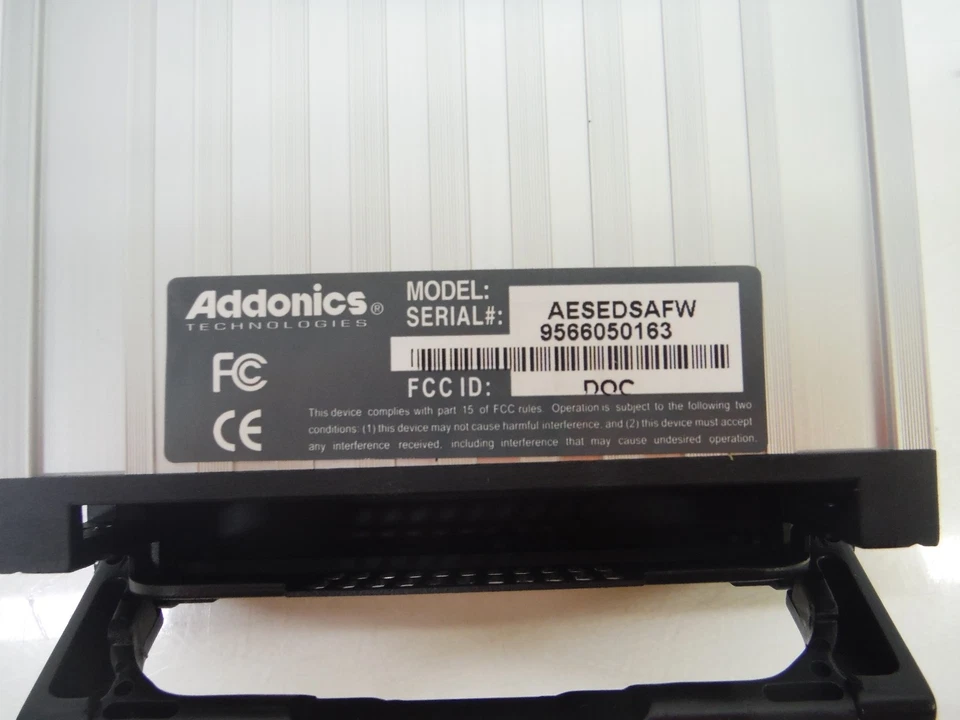 Addonics®
TECHNOLOGIES
FC
CE
MODEL: AESEDSAFW
SERIAL#: 9566050163
FCC ID: DOC
This device complies with part 15 of FCC rules. Operation is subject to the following two
conditions: (1) this device may not cause harmful interference, and (2) this device must accept
any interference received, including interference that may cause undesired operation.